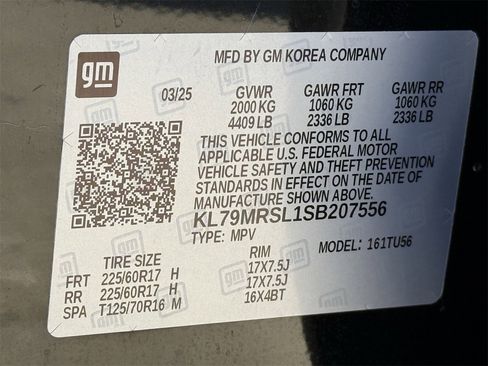 gm
MFD BY GM KOREA COMPANY
03/25 GVWR GAWR FRT GAWR RR
2000 KG 1060 KG 1060 KG
4409 LB 2336 LB 2336 LB
THIS VEHICLE CONFORMS TO ALL
APPLICABLE U.S. FEDERAL MOTOR
VEHICLE SAFETY AND THEFT PREVENTION
STANDARDS IN EFFECT ON THE DATE OF
MANUFACTURE SHOWN ABOVE.
KL79MRSL1SB207556
TYPE: MPV MODEL: 161TU56
TIRE SIZE RIM
FRT 225/60R17 H 17X7.5J
RR 225/60R17 H 17X7.5J
SPA T125/70R16 M 16X4BT